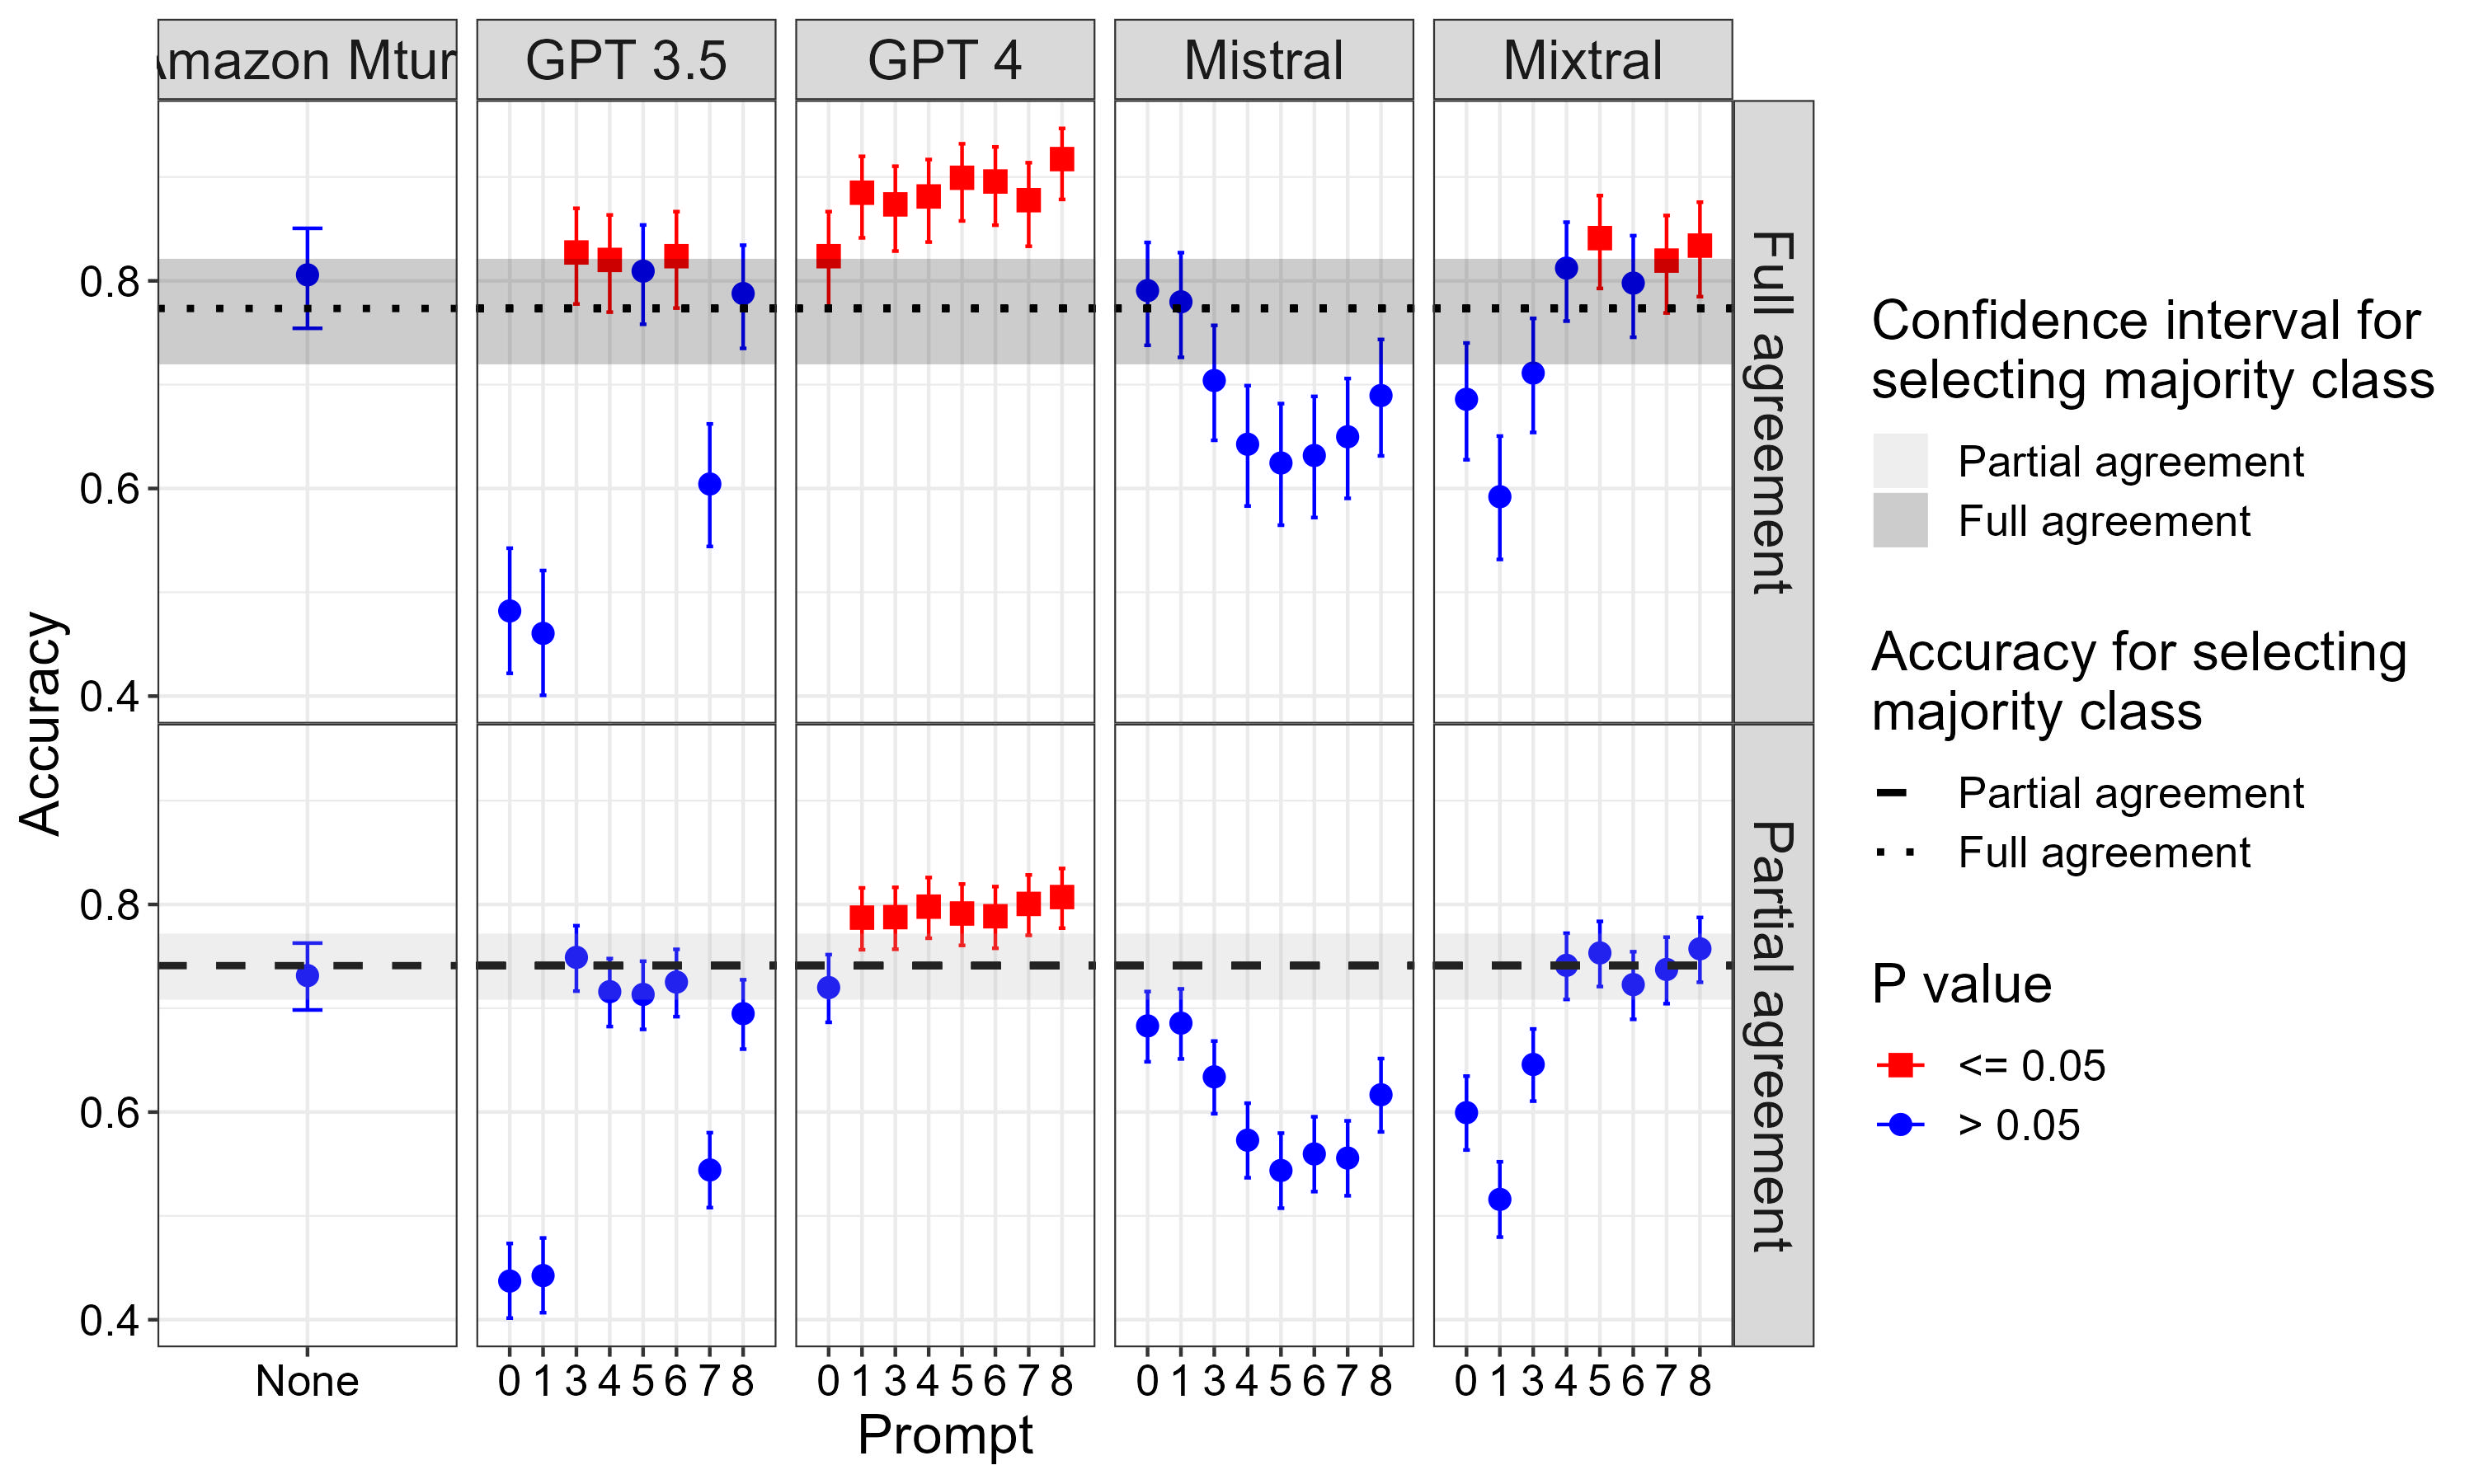 mazon Mtur
GPT 3.5
GPT 4
Mistral
Mixtral
Accuracy
0.8
0.6
0.4
0.8
0.6
0.4
Full agreement
Partial agreement
None
0 1 3 4 5 6 7 8
0 1 3 4 5 6 7 8
0 1 3 4 5 6 7 8
0 1 3 4 5 6 7 8
Prompt
Confidence interval for
selecting majority class
Partial agreement
Full agreement
Accuracy for selecting
majority class
Partial agreement
Full agreement
P value
<= 0.05
> 0.05